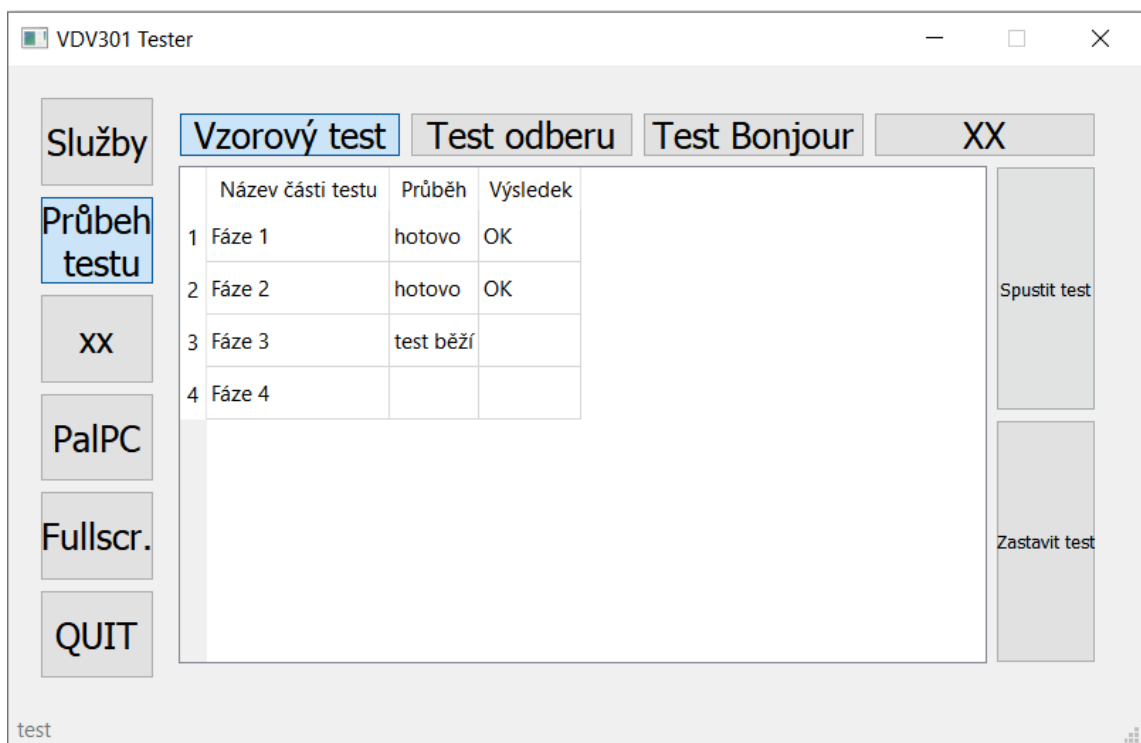 VDV301 Tester
Služby
Průbeh
testu
xx
PalPC
Fullscr.
QUIT
Vzorový test Test odberu Test Bonjour XX
Název části testu Průběh Výsledek
1 Fáze 1 hotovo OK
2 Fáze 2 hotovo OK
3 Fáze 3 test běží
4 Fáze 4
Spustit test
Zastavit test
test